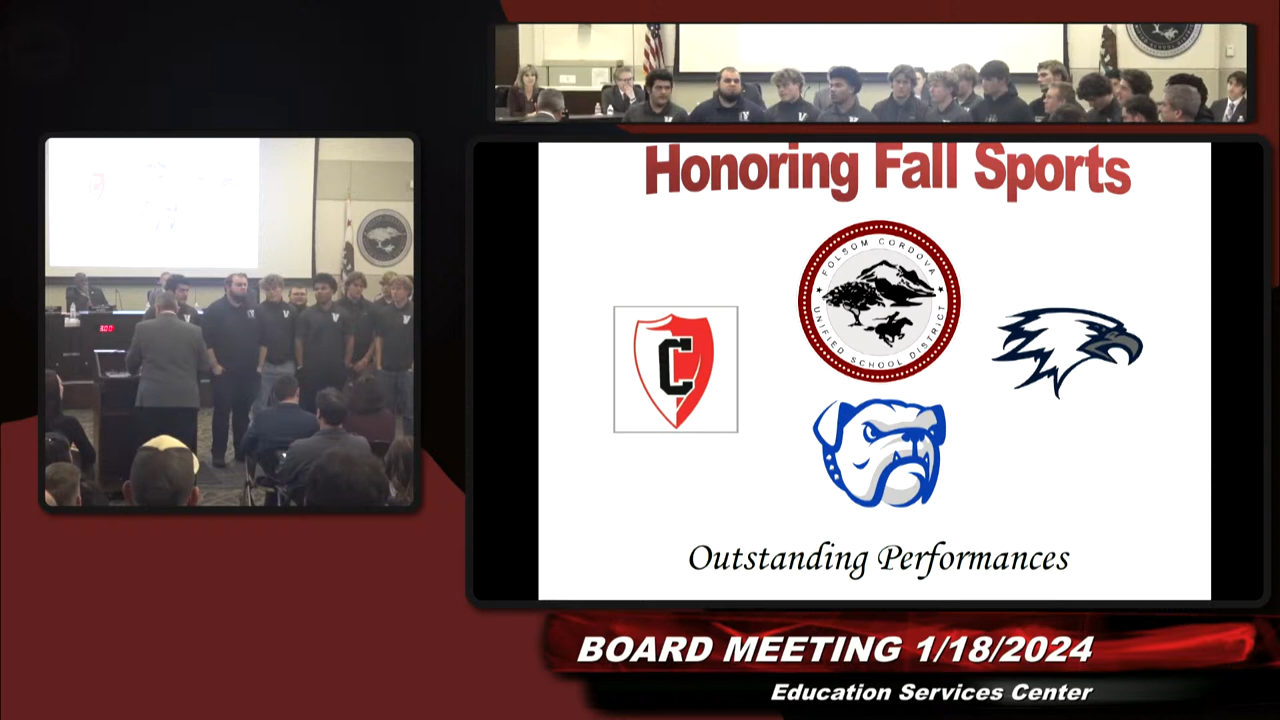 Honoring Fall Sports
FOLSOM CORDOVA
UNIFIED SCHOOL DISTRICT
C
Outstanding Performances
BOARD MEETING 1/18/2024
Education Services Center